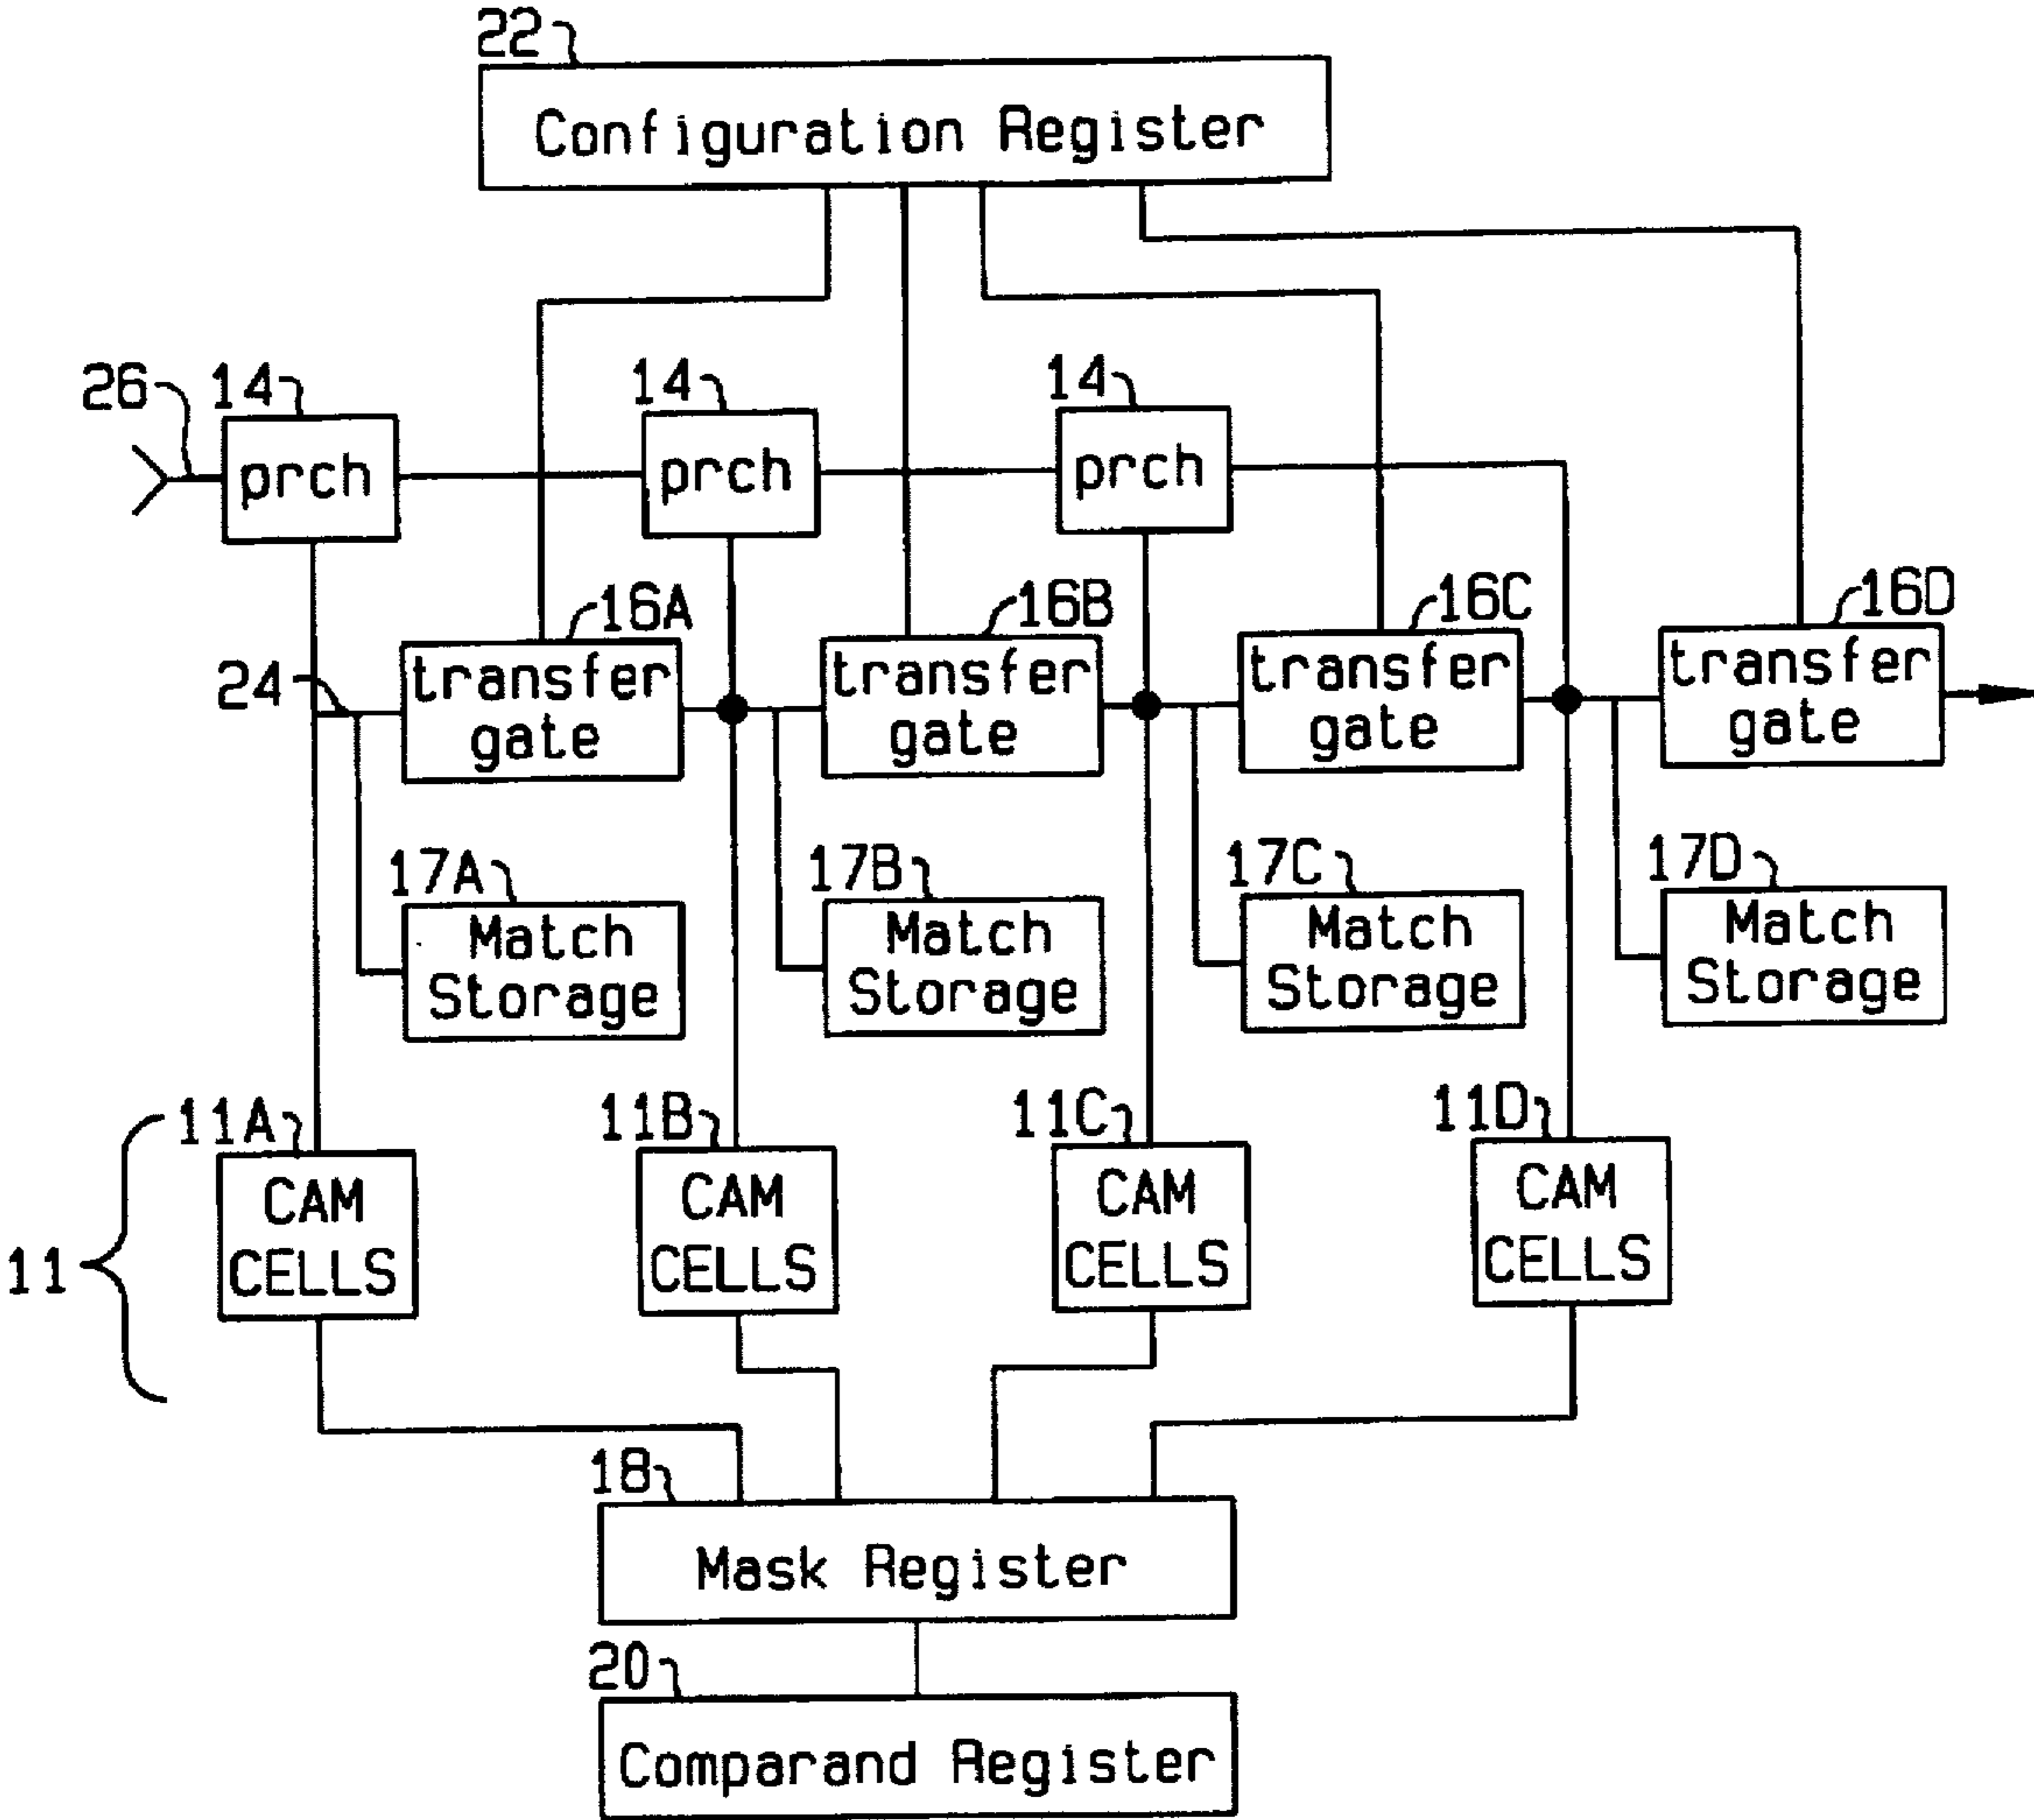 22
Configuration Register
26
14
14
14
prch
prch
prch
16A
16B
16C
16D
24
transfer
gate
transfer
gate
transfer
gate
transfer
gate
17A
17B
17C
17D
Match
Storage
Match
Storage
Match
Storage
Match
Storage
11
11A
11B
11C
11D
CAM
CELLS
CAM
CELLS
CAM
CELLS
CAM
CELLS
18
Mask Register
20
Comparand Register